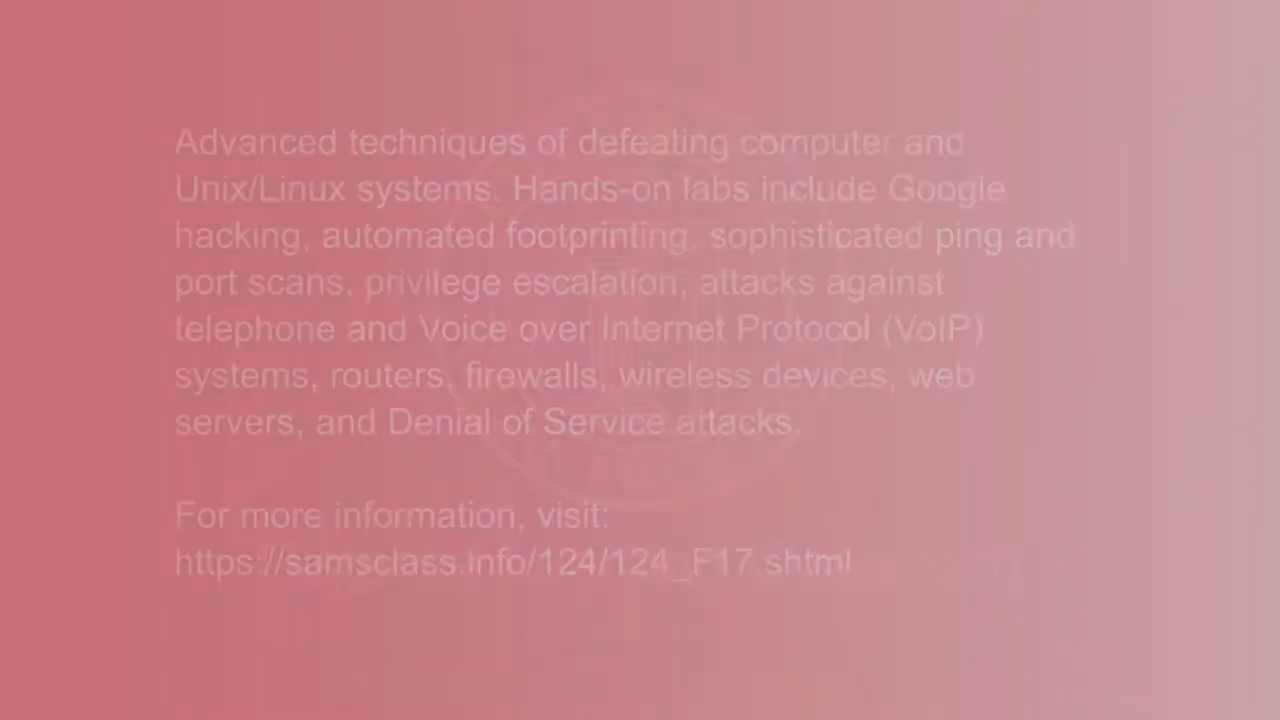 Advanced techniques of defeating computer and
Unix/Linux systems. Hands-on labs include Google
hacking, automated footprinting, sophisticated ping and
port scans, privilege escalation, attacks against
telephone and Voice over Internet Protocol (VoIP)
systems, routers, firewalls, wireless devices, web
servers, and Denial of Service attacks.
For more information, visit:
https://samsclass.info/124/124_F17.shtml